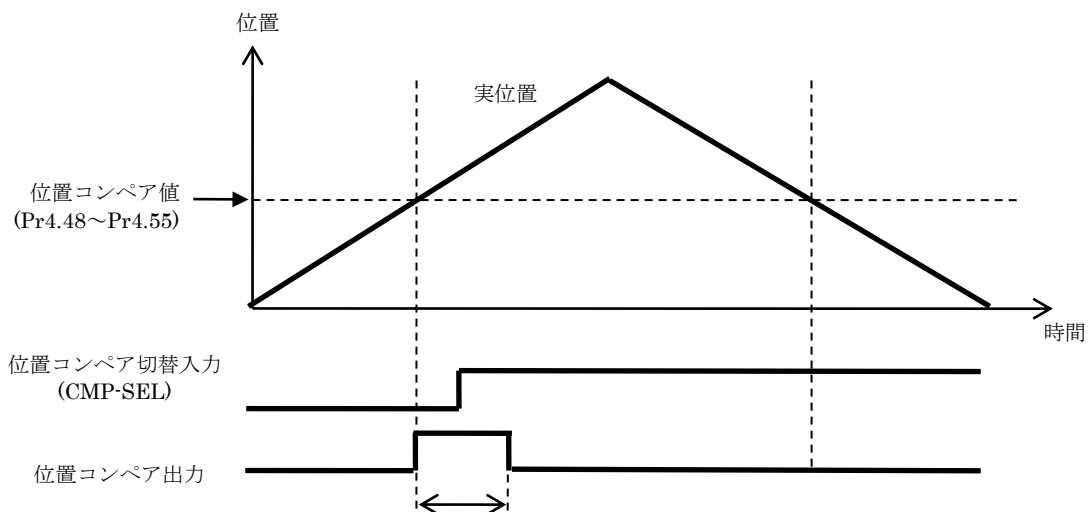 位置
実位置
位置コンペア値
(Pr4.48～Pr4.55)
時間
位置コンペア切替入力
(CMP-SEL)
位置コンペア出力